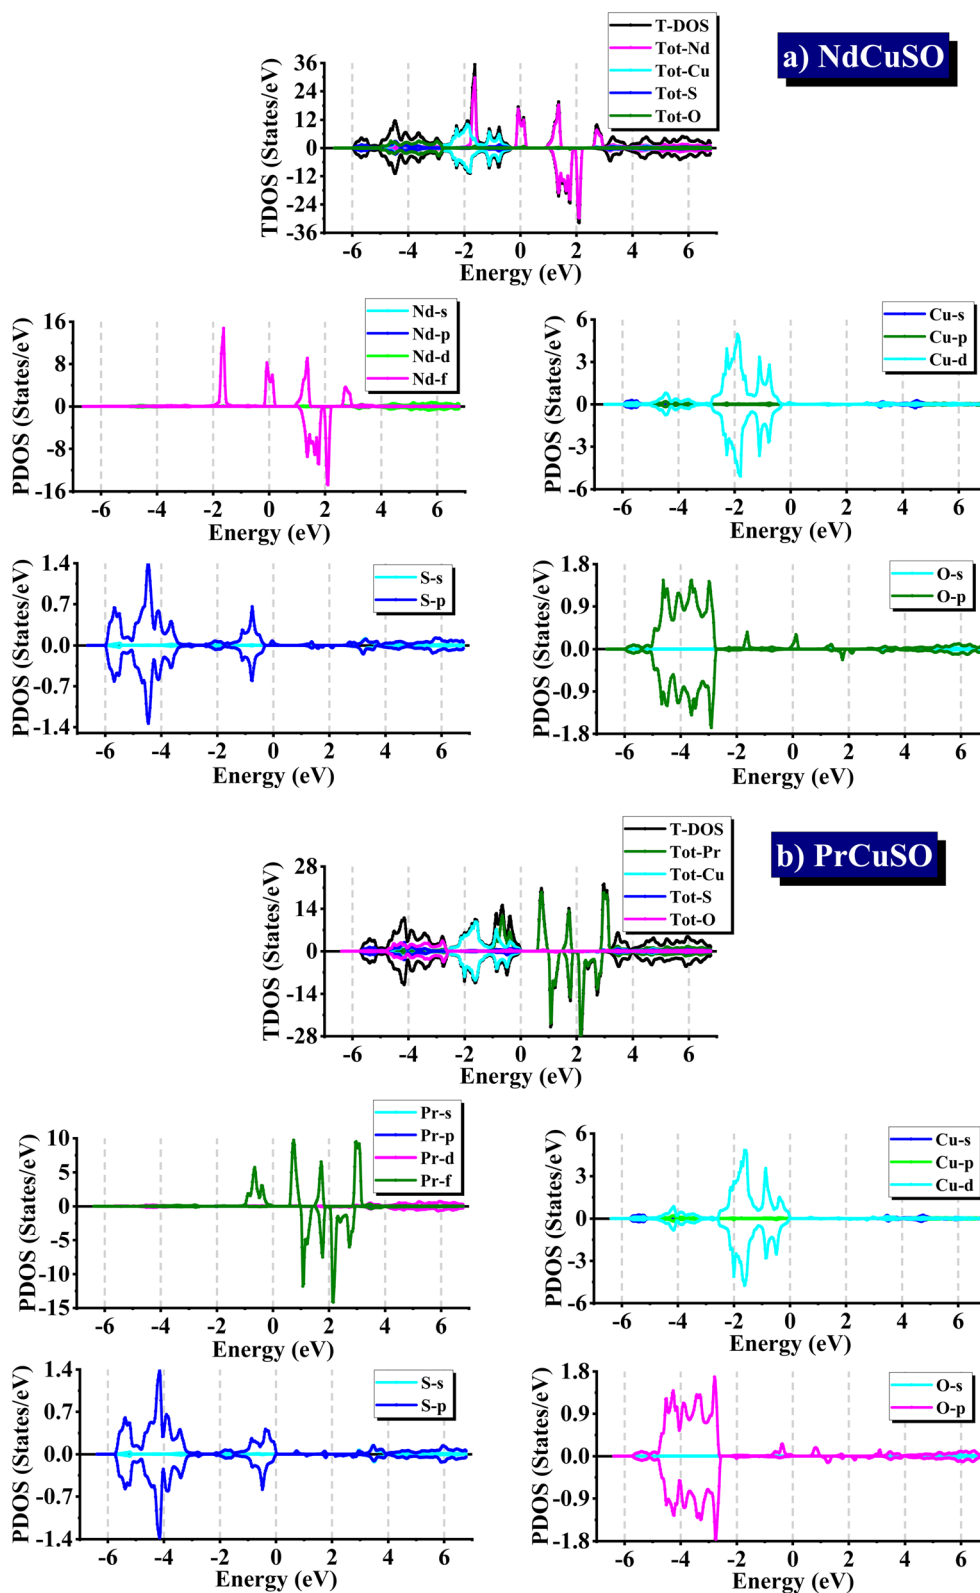 a) NdCuSO
T-DOS
Tot-Nd
Tot-Cu
Tot-S
Tot-O
TDOS (States/eV)
36
24
12
0
-12
-24
-36
-6 -4 -2 0 2 4 6
Energy (eV)
Nd-s
Nd-p
Nd-d
Nd-f
PDOS (States/eV)
16
8
0
-8
-16
-6 -4 -2 0 2 4 6
Energy (eV)
Cu-s
Cu-p
Cu-d
PDOS (States/eV)
6
3
0
-3
-6
-6 -4 -2 0 2 4 6
Energy (eV)
S-s
S-p
PDOS (States/eV)
1.4
0.7
0.0
-0.7
-1.4
-6 -4 -2 0 2 4 6
Energy (eV)
O-s
O-p
PDOS (States/eV)
1.8
0.9
0.0
-0.9
-1.8
-6 -4 -2 0 2 4 6
Energy (eV)
b) PrCuSO
T-DOS
Tot-Pr
Tot-Cu
Tot-S
Tot-O
TDOS (States/eV)
28
14
0
-14
-28
-6 -4 -2 0 2 4 6
Energy (eV)
Pr-s
Pr-p
Pr-d
Pr-f
PDOS (States/eV)
10
5
0
-5
-10
-15
-6 -4 -2 0 2 4 6
Energy (eV)
Cu-s
Cu-p
Cu-d
PDOS (States/eV)
6
3
0
-3
-6
-6 -4 -2 0 2 4 6
Energy (eV)
S-s
S-p
PDOS (States/eV)
1.4
0.7
0.0
-0.7
-1.4
-6 -4 -2 0 2 4 6
Energy (eV)
O-s
O-p
PDOS (States/eV)
1.8
0.9
0.0
-0.9
-1.8
-6 -4 -2 0 2 4 6
Energy (eV)